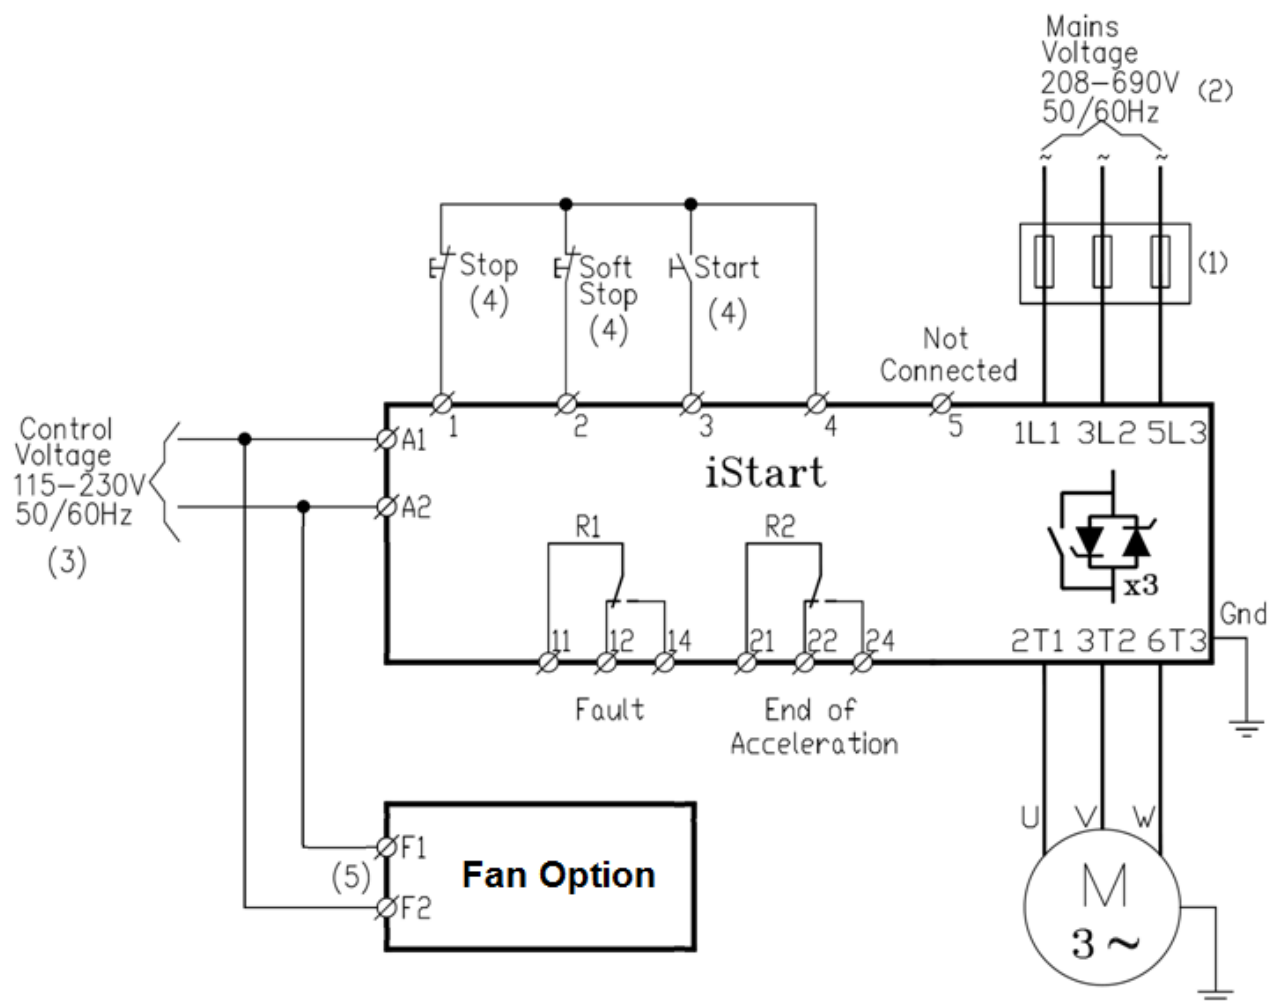 Mains
Voltage
208-690V (2)
50/60Hz
~ ~ ~
Stop
(4)
Soft
Stop
(4)
Start
(4)
(1)
Not
Connected
1 2 3 4 5
1L1 3L2 5L3
Control
Voltage
115-230V
50/60Hz
(3)
A1
A2
iStart
R1 R2
x3
11 12 14 21 22 24
2T1 3T2 6T3
Gnd
Fault
End of
Acceleration
U V W
F1
(5)
F2
Fan Option
M
3 ~